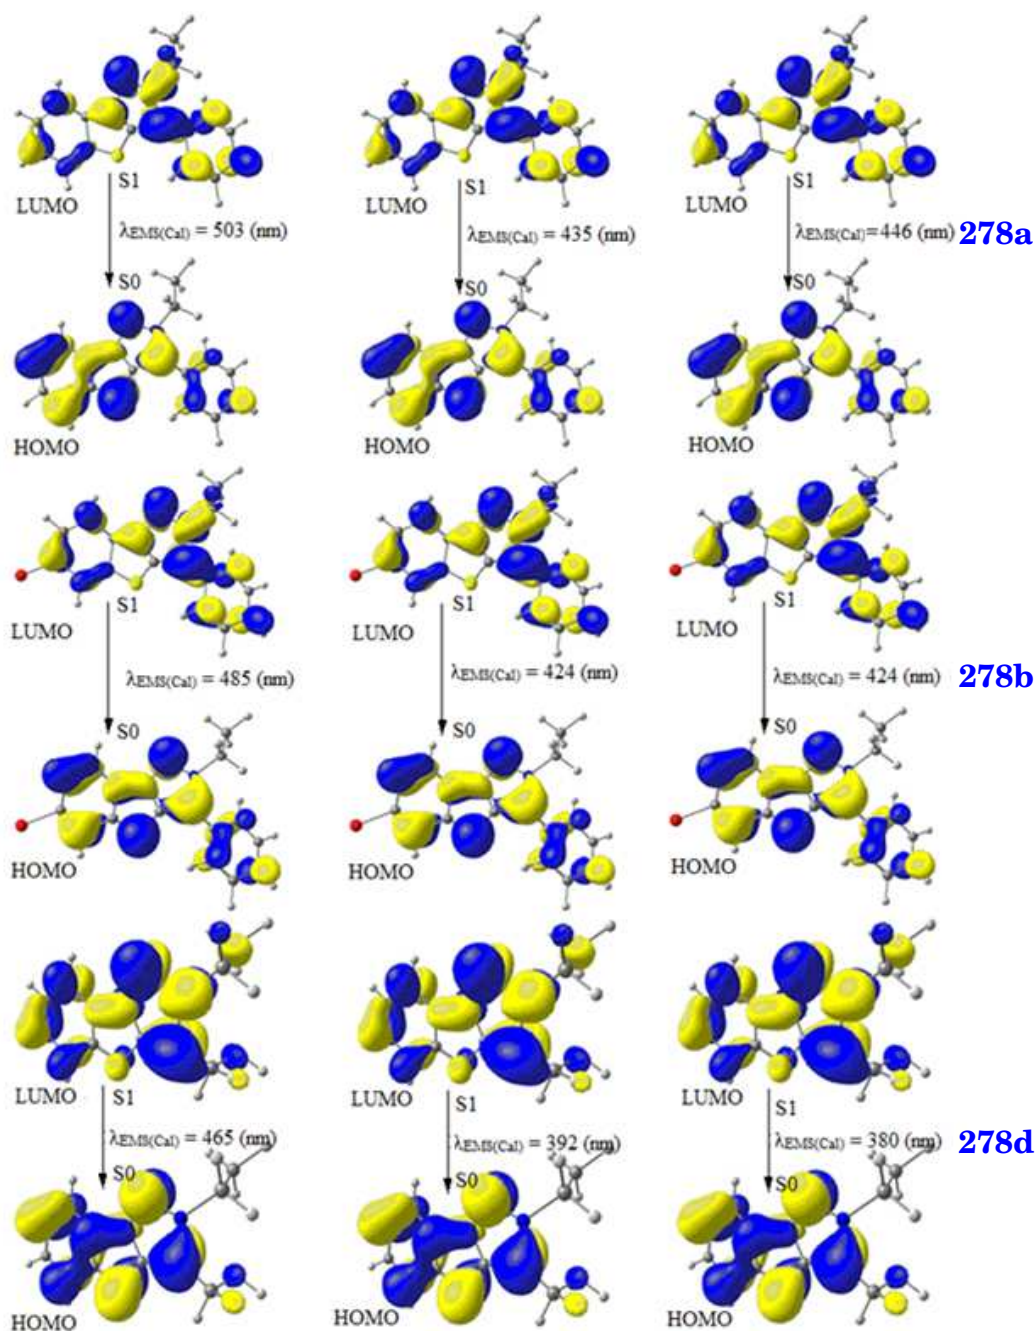 S1 S1 S1
LUMO LUMO LUMO
λEMS(Cal) = 503 (nm) λEMS(Cal) = 435 (nm) λEMS(Cal)=446 (nm) 278a
S0 S0 S0
HOMO HOMO HOMO
S1 S1 S1
LUMO LUMO LUMO
λEMS(Cal) = 485 (nm) λEMS(Cal) = 424 (nm) λEMS(Cal) = 424 (nm) 278b
S0 S0 S0
HOMO HOMO HOMO
LUMO S1 LUMO S1 LUMO S1
λEMS(Cal) = 465 (nm) λEMS(Cal) = 392 (nm) λEMS(Cal) = 380 (nm) 278d
S0 S0 S0
HOMO HOMO HOMO